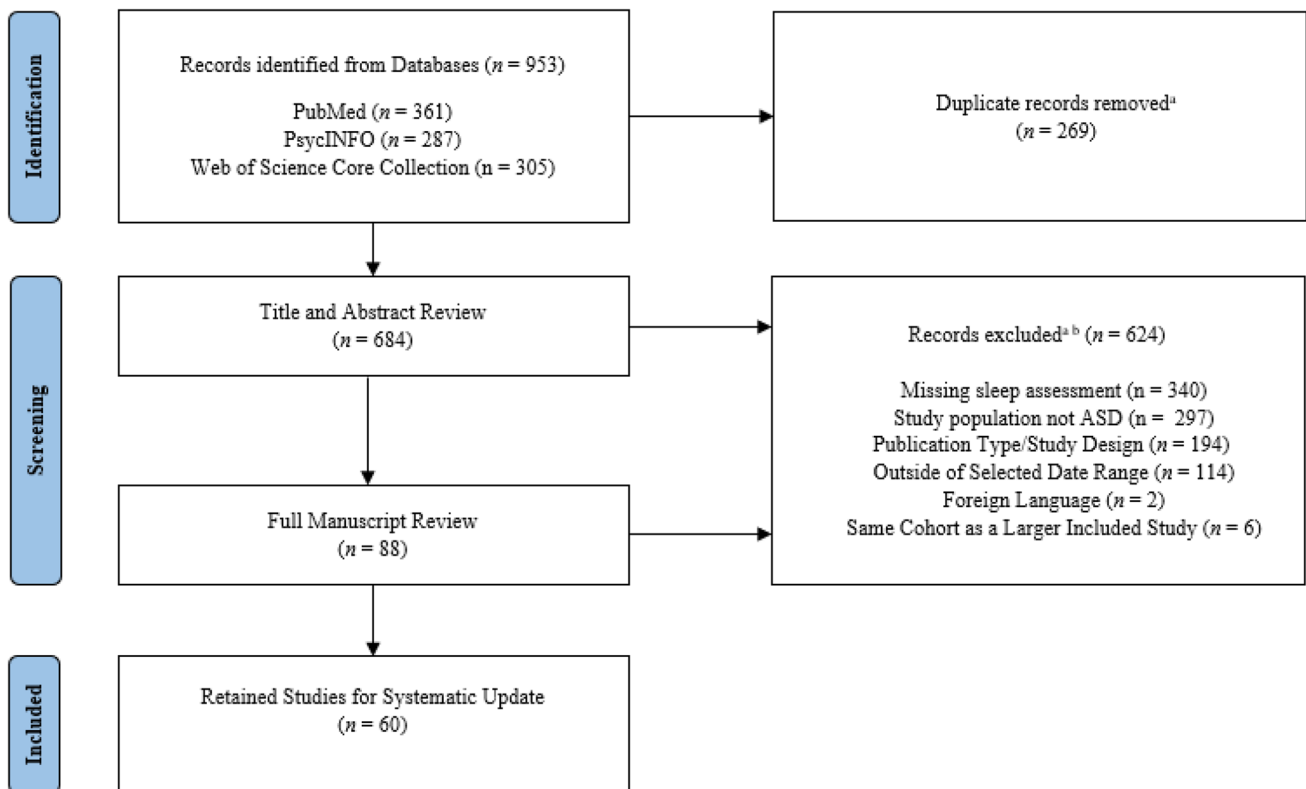 Identification
Records identified from Databases (n = 953)
PubMed (n = 361)
PsycINFO (n = 287)
Web of Science Core Collection (n = 305)
Duplicate records removedᵃ
(n = 269)
Screening
Title and Abstract Review
(n = 684)
Records excludedᵃ ᵇ (n = 624)
Missing sleep assessment (n = 340)
Study population not ASD (n = 297)
Publication Type/Study Design (n = 194)
Outside of Selected Date Range (n = 114)
Foreign Language (n = 2)
Same Cohort as a Larger Included Study (n = 6)
Full Manuscript Review
(n = 88)
Included
Retained Studies for Systematic Update
(n = 60)